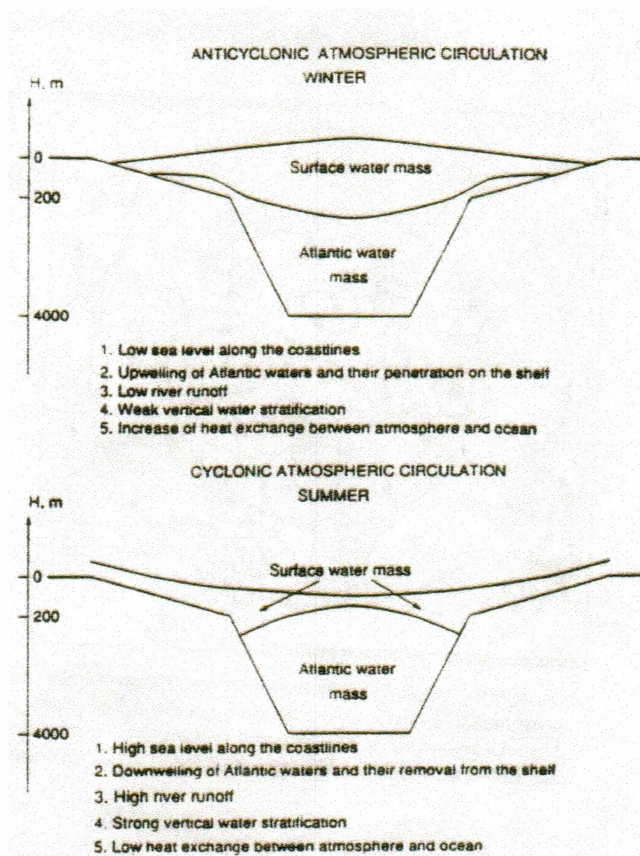 ANTICYCLONIC ATMOSPHERIC CIRCULATION
WINTER
H, m
0
Surface water mass
200
Atlantic water
mass
4000
1. Low sea level along the coastlines
2. Upwelling of Atlantic waters and their penetration on the shelf
3. Low river runoff
4. Weak vertical water stratification
5. Increase of heat exchange between atmosphere and ocean
CYCLONIC ATMOSPHERIC CIRCULATION
SUMMER
H, m
Surface water mass
0
200
Atlantic water
mass
4000
1. High sea level along the coastlines
2. Downwelling of Atlantic waters and their removal from the shelf
3. High river runoff
4. Strong vertical water stratification
5. Low heat exchange between atmosphere and ocean